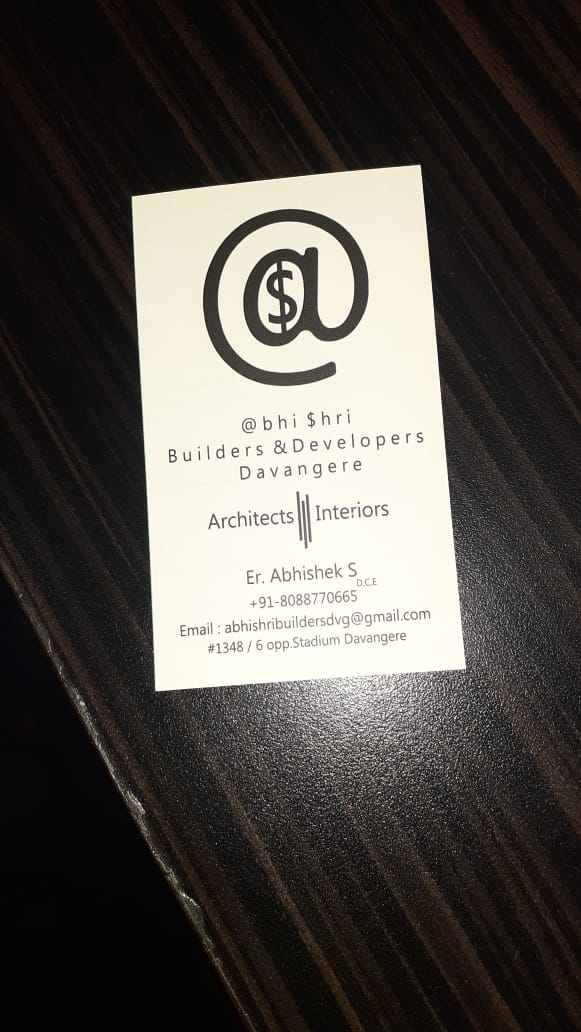 @
$
@bhi $hri
Builders &Developers
Davangere
Architects Interiors
Er. Abhishek S D.C.E
+91-8088770665
Email : abhishribuildersdvg@gmail.com
#1348 / 6 opp.Stadium Davangere